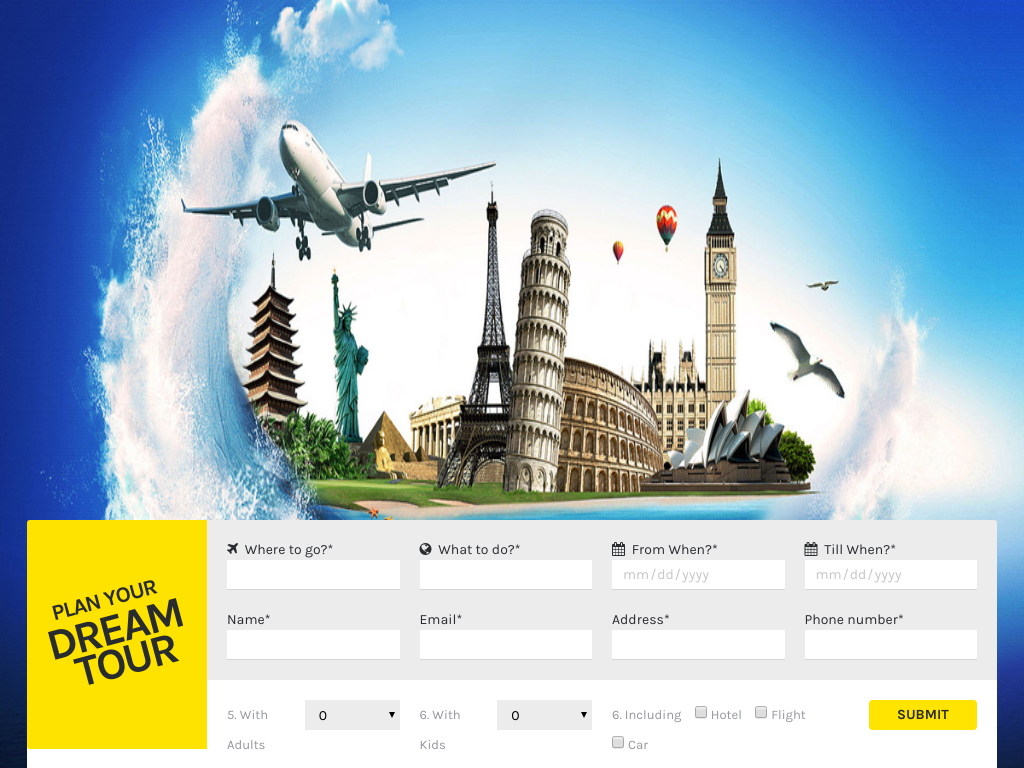 PLAN YOUR
DREAM
TOUR
Where to go?*
What to do?*
From When?*
Till When?*
mm/dd/yyyy
mm/dd/yyyy
Name*
Email*
Address*
Phone number*
5. With Adults
0
6. With Kids
0
6. Including
Hotel
Flight
Car
SUBMIT